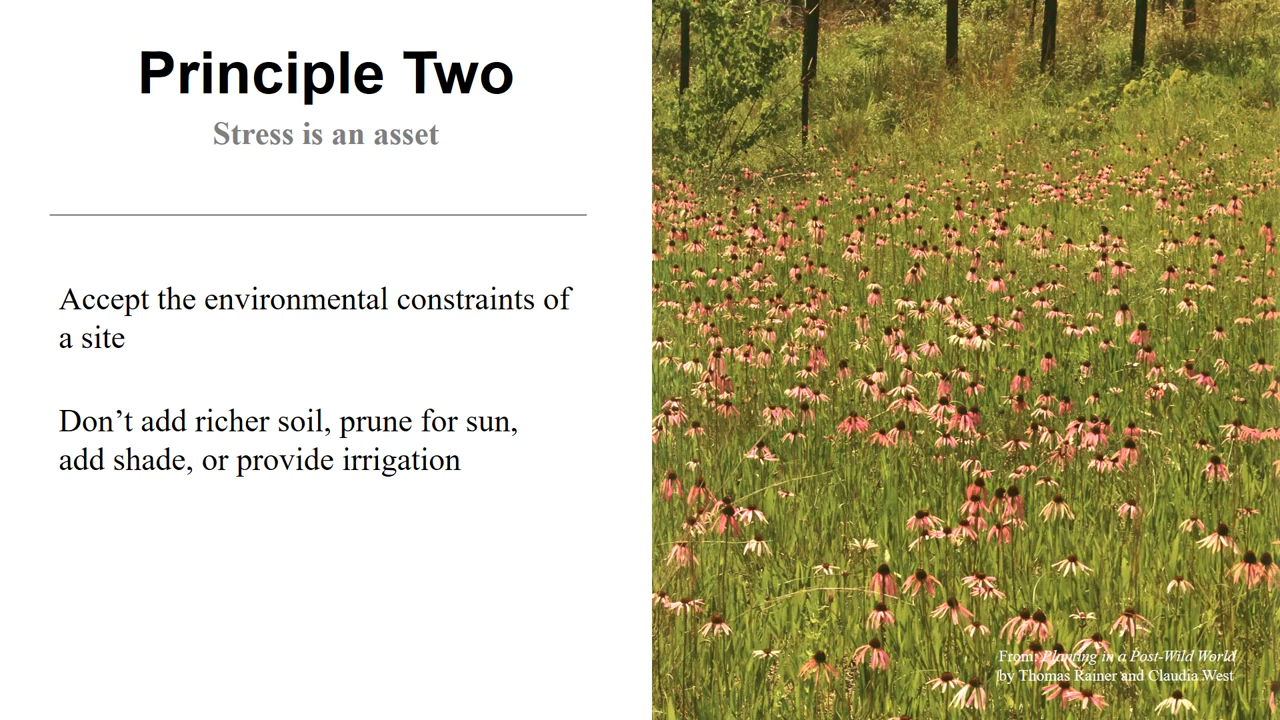 Principle Two
Stress is an asset
Accept the environmental constraints of
a site
Don’t add richer soil, prune for sun,
add shade, or provide irrigation
From: Planting in a Post-Wild World
by Thomas Rainer and Claudia West